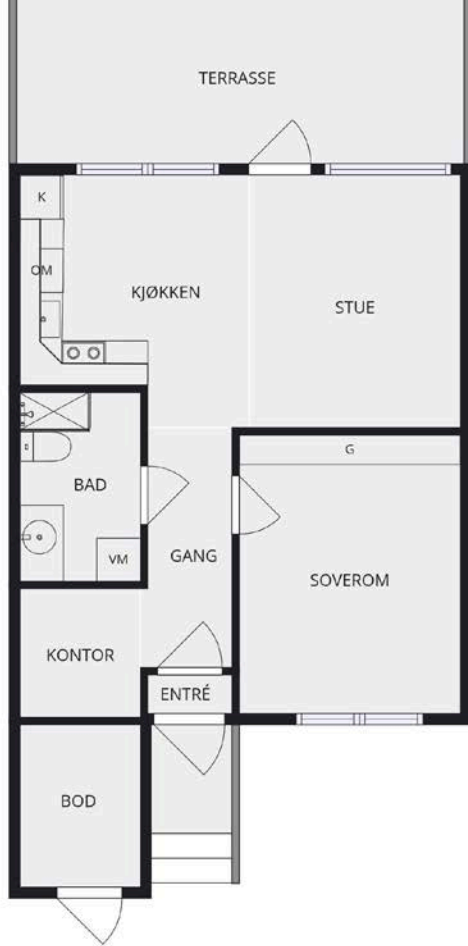 TERRASSE
K
OM
KJØKKEN
STUE
BAD
G
VM
GANG
SOVEROM
KONTOR
ENTRÉ
BOD